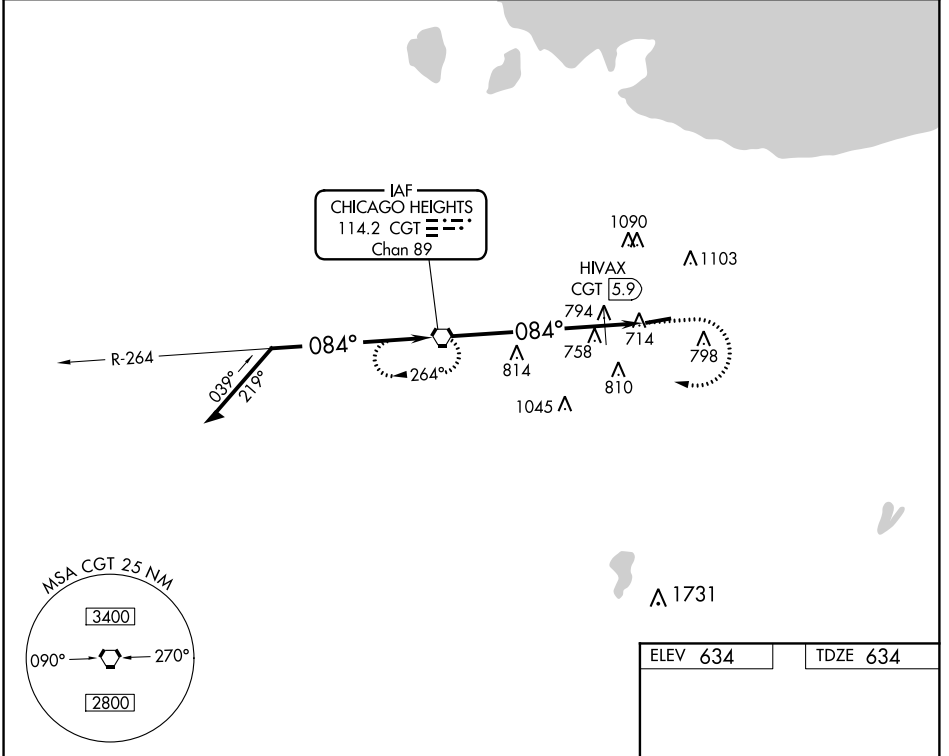 IAF
CHICAGO HEIGHTS
114.2 CGT
Chan 89
1090
1103
HIVAX
CGT 5.9
794
084°
084°
714
R-264
758
798
814
264°
810
039°
219°
1045
MSA CGT 25 NM
1731
3400
090°
270°
2800
ELEV 634
TDZE 634